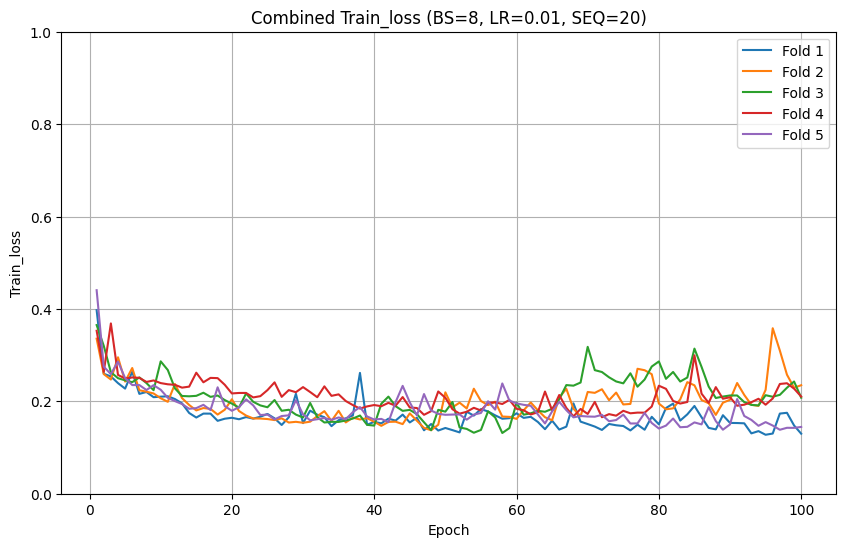 Combined Train_loss (BS=8, LR=0.01, SEQ=20)
Train_loss
1.0
0.8
0.6
0.4
0.2
0.0
Fold 1
Fold 2
Fold 3
Fold 4
Fold 5
0
20
40
60
80
100
Epoch